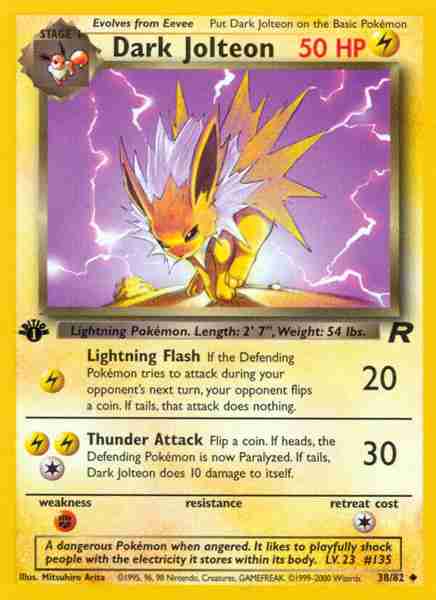 STAGE 1
Evolves from Eevee
Put Dark Jolteon on the Basic Pokémon
Dark Jolteon
50 HP
1
EDITION
Lightning Pokémon. Length: 2' 7", Weight: 54 lbs.
R
Lightning Flash If the Defending
Pokémon tries to attack during your
opponent's next turn, your opponent flips
a coin. If tails, that attack does nothing.
20
Thunder Attack Flip a coin. If heads, the
Defending Pokémon is now Paralyzed. If tails,
Dark Jolteon does 10 damage to itself.
30
weakness
resistance
retreat cost
A dangerous Pokémon when angered. It likes to playfully shock
people with the electricity it stores within its body. LV. 23 #135
Illus. Mitsuhiro Arita
©1995, 96, 98 Nintendo, Creatures, GAMEFREAK. ©1999-2000 Wizards.
38/82